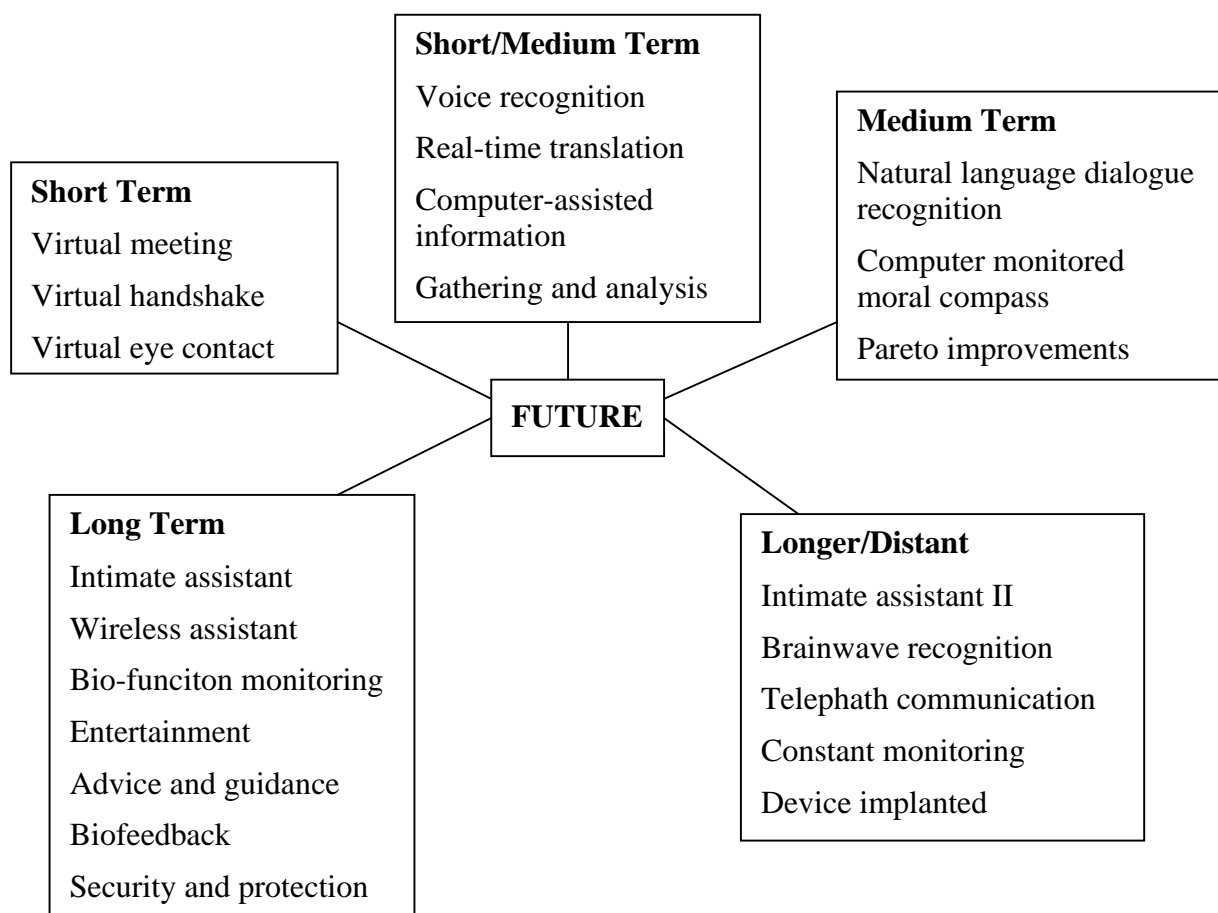 Short/Medium Term
Voice recognition
Real-time translation
Computer-assisted
information
Gathering and analysis
Medium Term
Natural language dialogue
recognition
Computer monitored
moral compass
Pareto improvements
Short Term
Virtual meeting
Virtual handshake
Virtual eye contact
FUTURE
Long Term
Intimate assistant
Wireless assistant
Bio-funciton monitoring
Entertainment
Advice and guidance
Biofeedback
Security and protection
Longer/Distant
Intimate assistant II
Brainwave recognition
Telephath communication
Constant monitoring
Device implanted